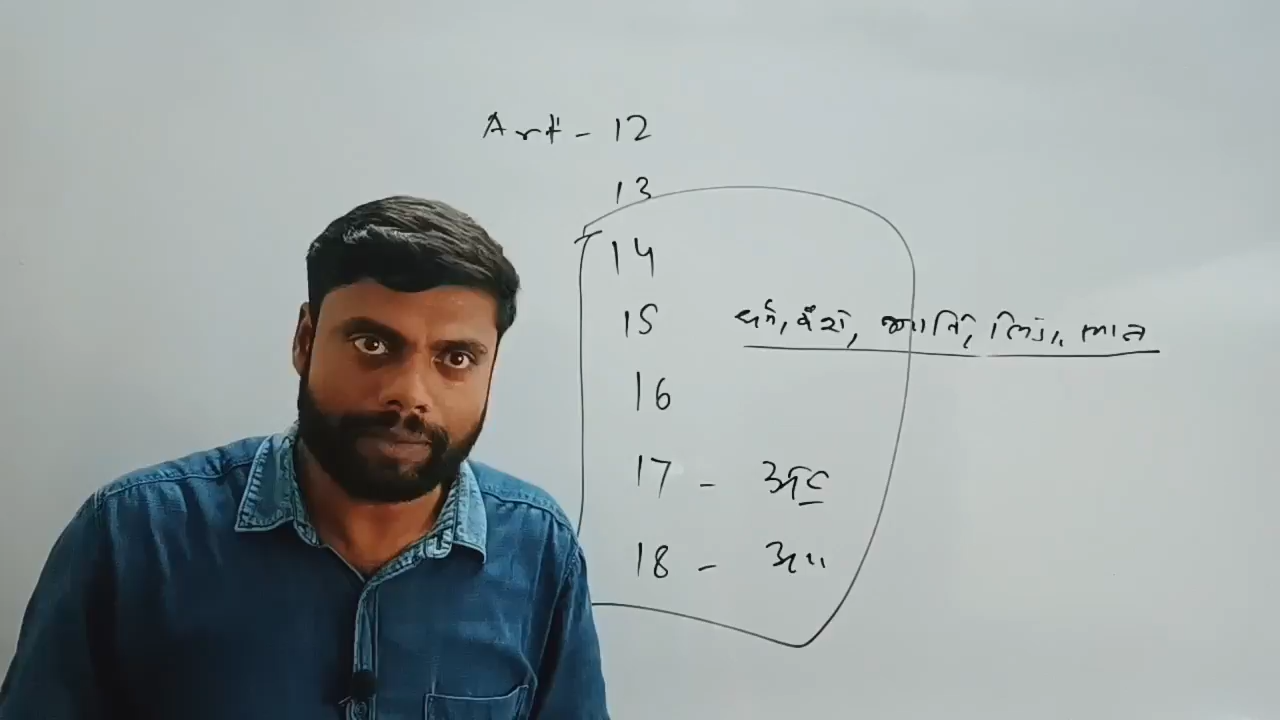 Art - 12
13
14
15 धर्म, वंश, जाति, लिंग,
16
17 -
18 -